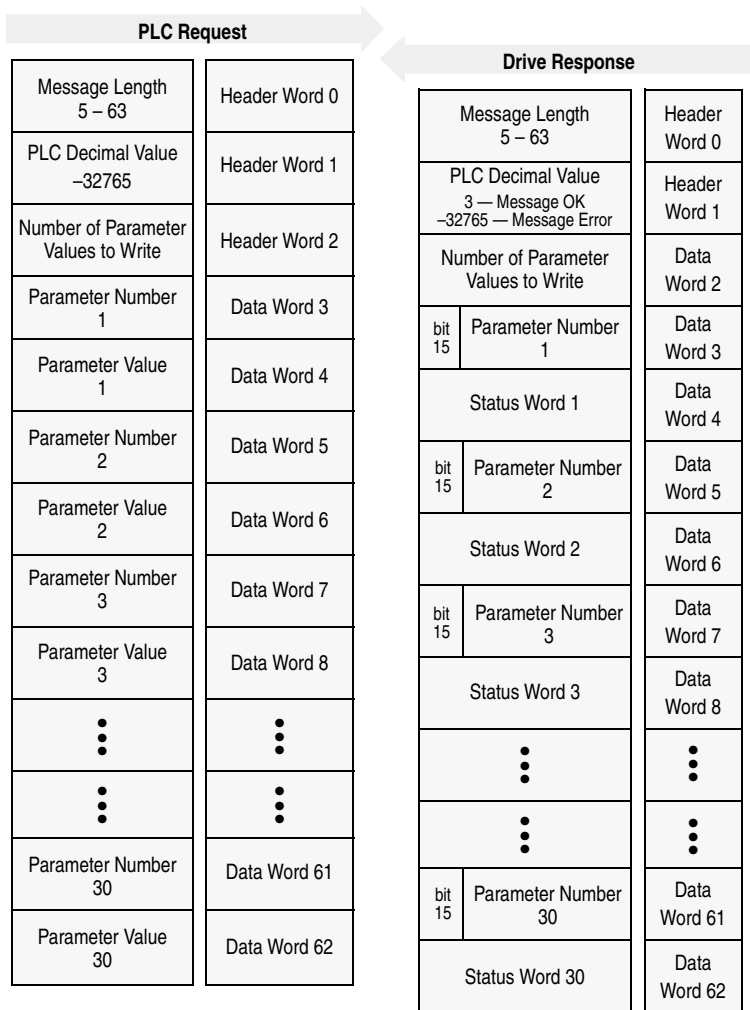 PLC Request
Message Length
5 – 63
Header Word 0
PLC Decimal Value
–32765
Header Word 1
Number of Parameter
Values to Write
Header Word 2
Parameter Number
1
Data Word 3
Parameter Value
1
Data Word 4
Parameter Number
2
Data Word 5
Parameter Value
2
Data Word 6
Parameter Number
3
Data Word 7
Parameter Value
3
Data Word 8
Parameter Number
30
Data Word 61
Parameter Value
30
Data Word 62
Drive Response
Message Length
5 – 63
Header
Word 0
PLC Decimal Value
3 — Message OK
–32765 — Message Error
Header
Word 1
Number of Parameter
Values to Write
Data
Word 2
bit
15
Parameter Number
1
Data
Word 3
Status Word 1
Data
Word 4
bit
15
Parameter Number
2
Data
Word 5
Status Word 2
Data
Word 6
bit
15
Parameter Number
3
Data
Word 7
Status Word 3
Data
Word 8
bit
15
Parameter Number
30
Data
Word 61
Status Word 30
Data
Word 62